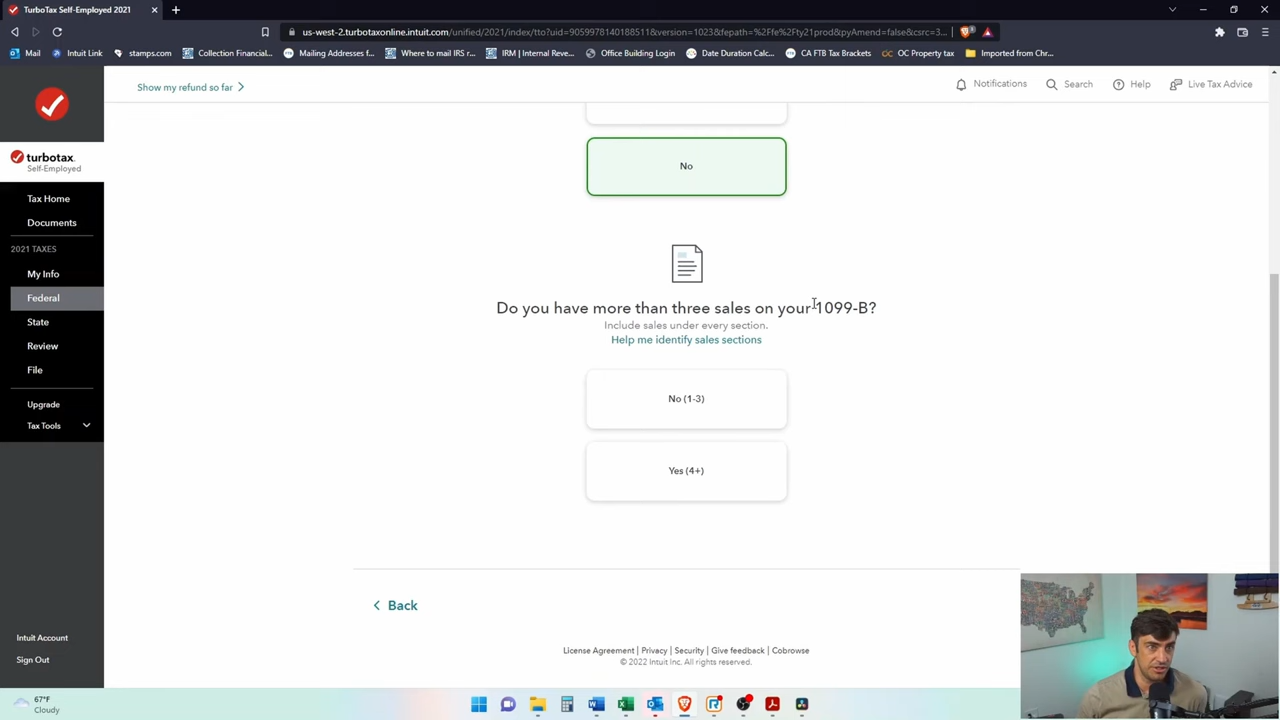 TurboTax Self-Employed 2021
us-west-2.turbotaxonline.intuit.com/unified/2021/index/tto?uid=9059978140188511&version=1023&fepath=%2Ffe%2Fty21prod&pyAmend=false&csrc=3...
Mail
Intuit Link
stamps.com
Collection Financial...
Mailing Addresses f...
Where to mail IRS r...
IRM | Internal Reve...
Office Building Login
Date Duration Calc...
CA FTB Tax Brackets
OC Property tax
Imported from Chr...
Show my refund so far
Notifications
Search
Help
Live Tax Advice
turbotax
Self-Employed
Tax Home
Documents
2021 TAXES
My Info
Federal
State
Review
File
Upgrade
Tax Tools
Intuit Account
Sign Out
No
Do you have more than three sales on your 1099-B?
Include sales under every section.
Help me identify sales sections
No (1-3)
Yes (4+)
Back
License Agreement | Privacy | Security | Give feedback | Cobrowse
© 2022 Intuit Inc. All rights reserved.
67°F
Cloudy